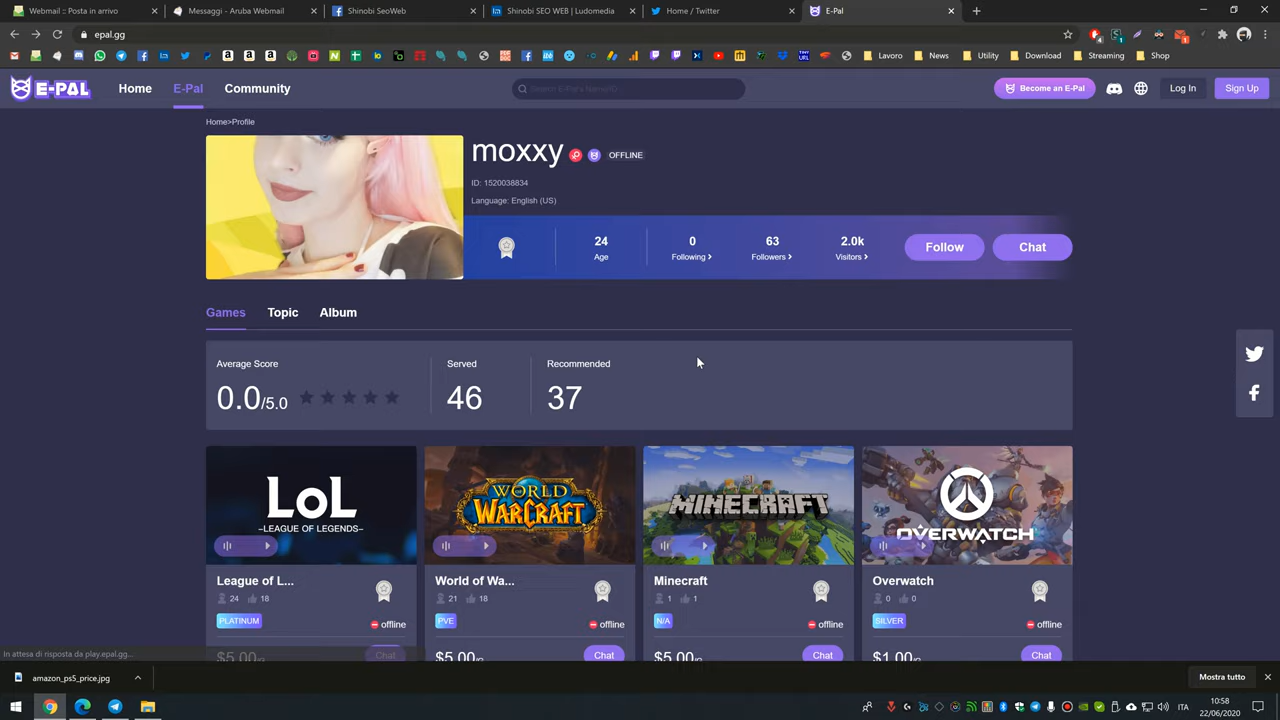 Webmail :: Posta in arrivo
Messaggi - Aruba Webmail
Shinobi SeoWeb
Shinobi SEO WEB | Ludomedia
Home / Twitter
E-Pal
epal.gg
Lavoro
News
Utility
Download
Streaming
Shop
E-PAL
Home
E-Pal
Community
Search E-Pal's Name/ID
Become an E-Pal
Log In
Sign Up
Home>Profile
moxxy
OFFLINE
ID: 1520038834
Language: English (US)
24
Age
0
Following
63
Followers
2.0k
Visitors
Follow
Chat
Games
Topic
Album
Average Score
Served
Recommended
0.0/5.0
46
37
LoL
–LEAGUE OF LEGENDS–
WORLD
WARCRAFT
MINECRAFT
OVERWATCH
League of L...
World of Wa...
Minecraft
Overwatch
24 18
21 18
1 1
0 0
PLATINUM
offline
PVE
offline
N/A
offline
SILVER
offline
$5.00/G
Chat
$5.00/G
Chat
$5.00/G
Chat
$1.00/G
Chat
In attesa di risposta da play.epal.gg...
amazon_ps5_price.jpg
Mostra tutto
ITA
10:58
22/06/2020